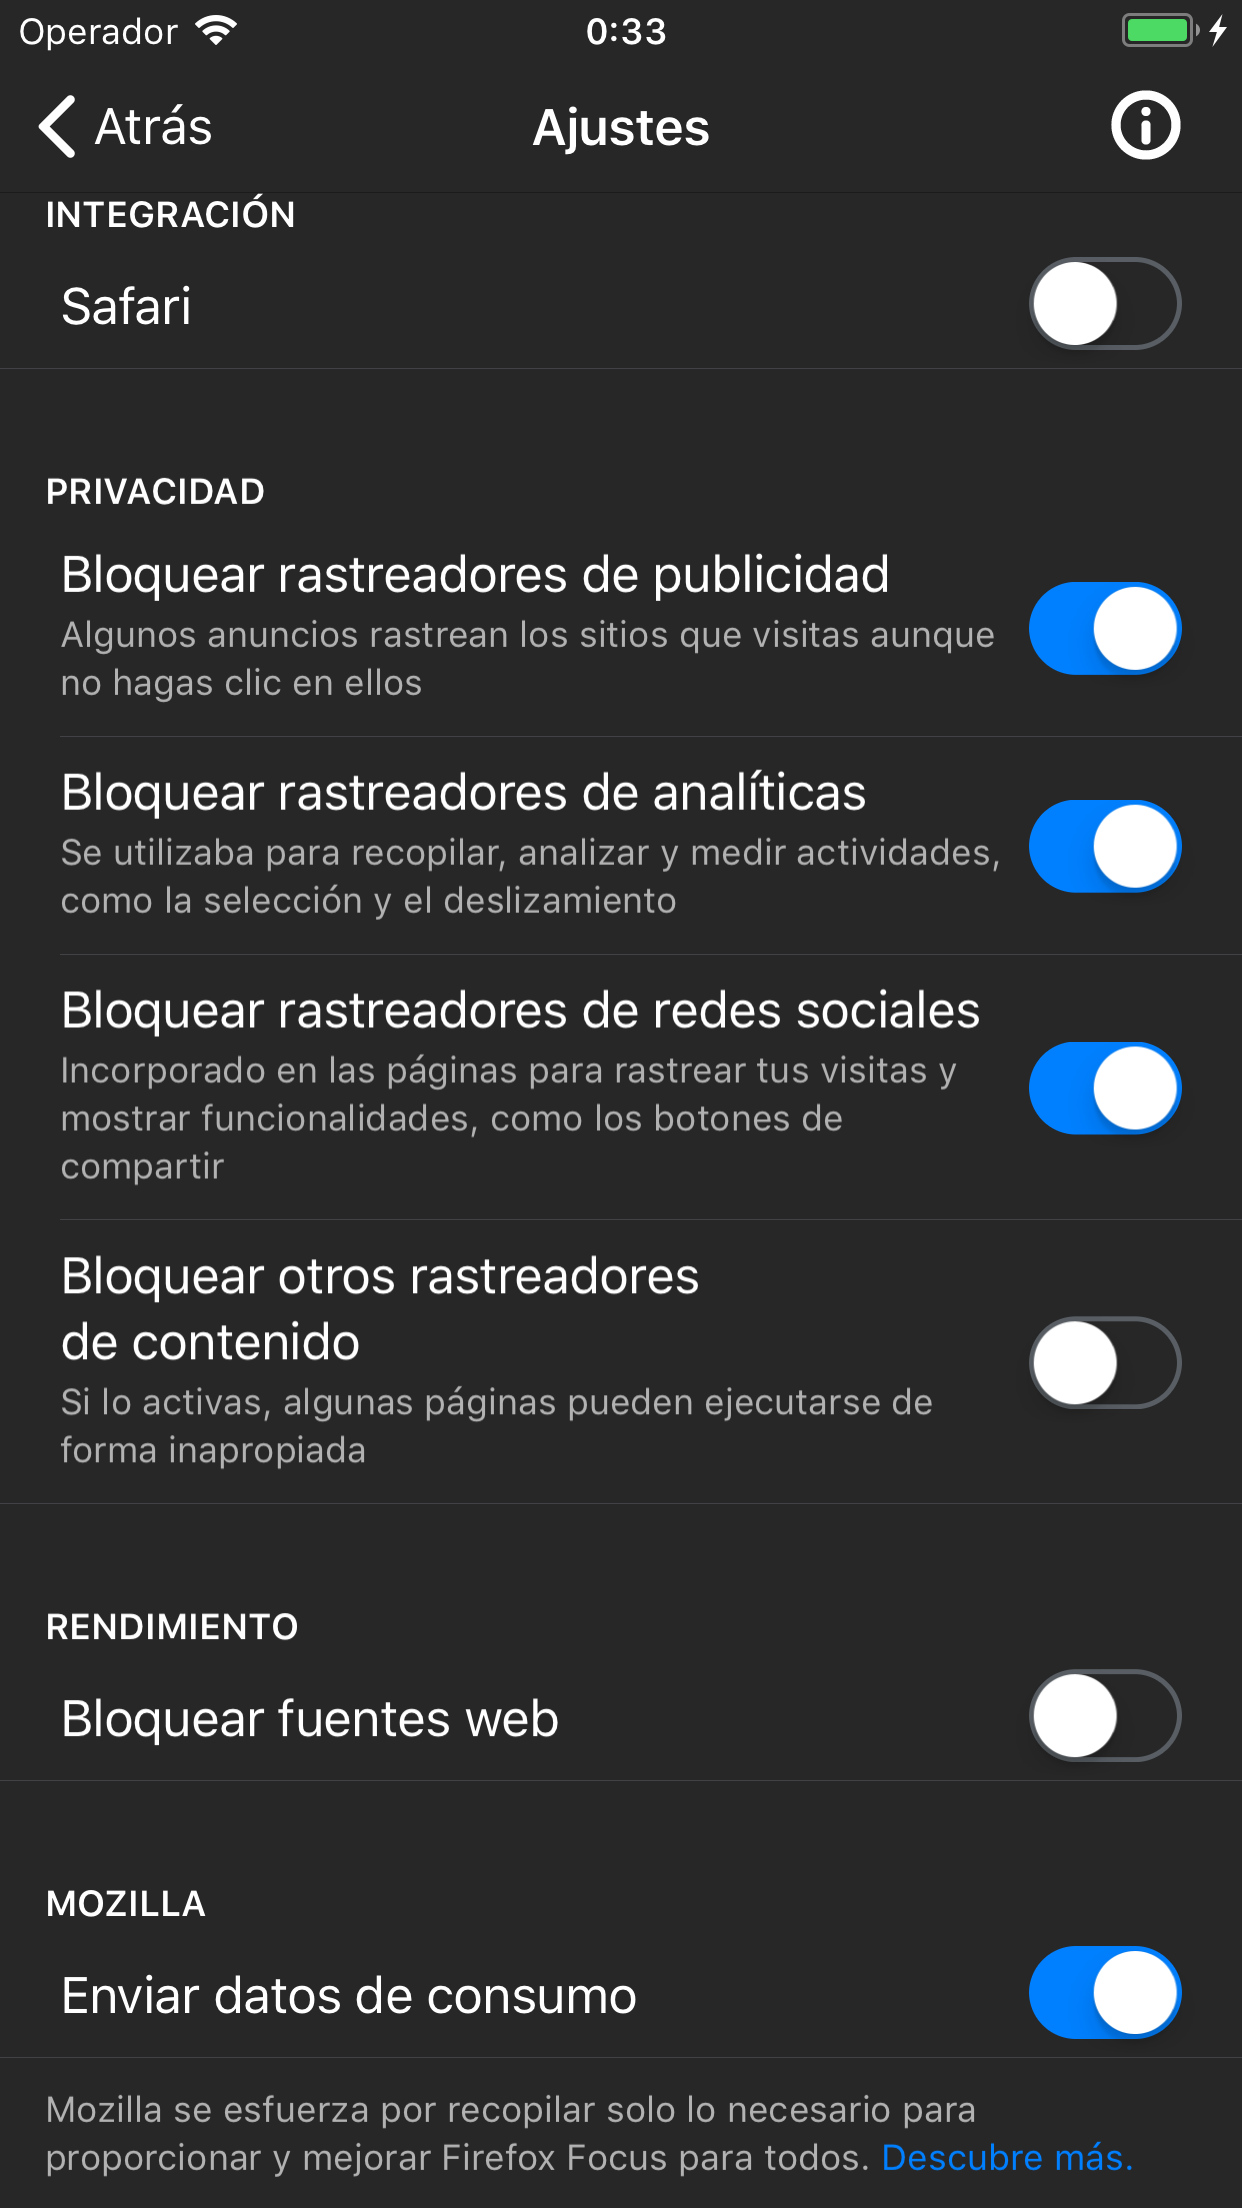 Operador
0:33
Atrás
Ajustes
INTEGRACIÓN
Safari
PRIVACIDAD
Bloquear rastreadores de publicidad
Algunos anuncios rastrean los sitios que visitas aunque
no hagas clic en ellos
Bloquear rastreadores de analíticas
Se utilizaba para recopilar, analizar y medir actividades,
como la selección y el deslizamiento
Bloquear rastreadores de redes sociales
Incorporado en las páginas para rastrear tus visitas y
mostrar funcionalidades, como los botones de
compartir
Bloquear otros rastreadores
de contenido
Si lo activas, algunas páginas pueden ejecutarse de
forma inapropiada
RENDIMIENTO
Bloquear fuentes web
MOZILLA
Enviar datos de consumo
Mozilla se esfuerza por recopilar solo lo necesario para
proporcionar y mejorar Firefox Focus para todos. Descubre más.